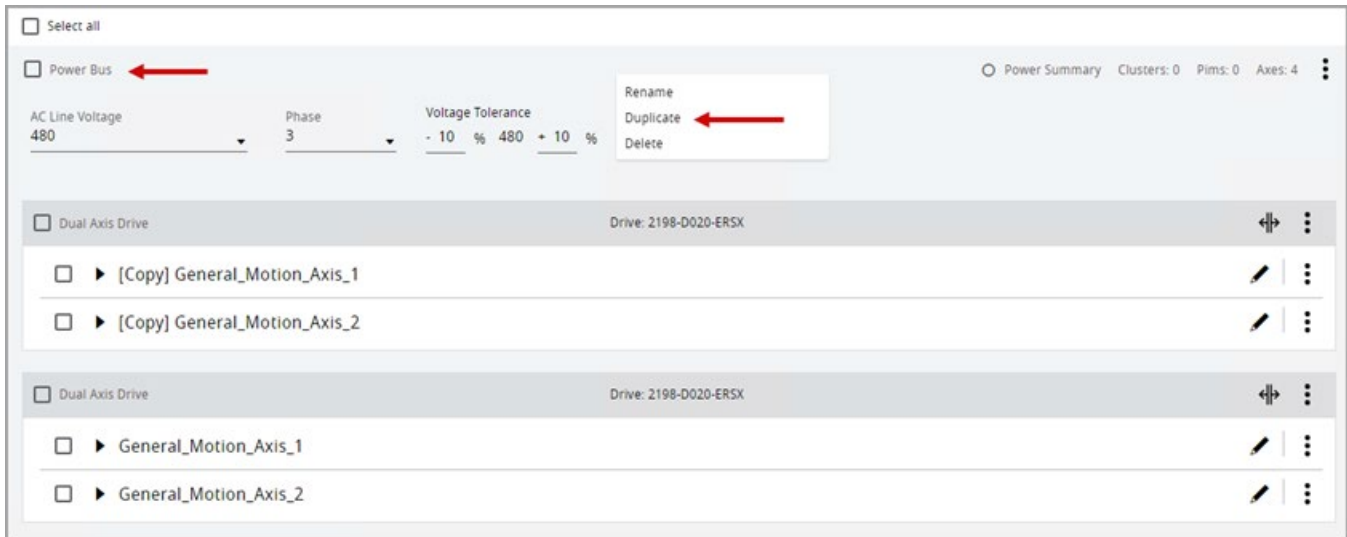 Select all
Power Bus
Power Summary Clusters: 0 Pims: 0 Axes: 4
Rename
Duplicate
Delete
AC Line Voltage
480
Phase
3
Voltage Tolerance
- 10 % 480 + 10 %
Dual Axis Drive Drive: 2198-D020-ERSX
[Copy] General_Motion_Axis_1
[Copy] General_Motion_Axis_2
Dual Axis Drive Drive: 2198-D020-ERSX
General_Motion_Axis_1
General_Motion_Axis_2